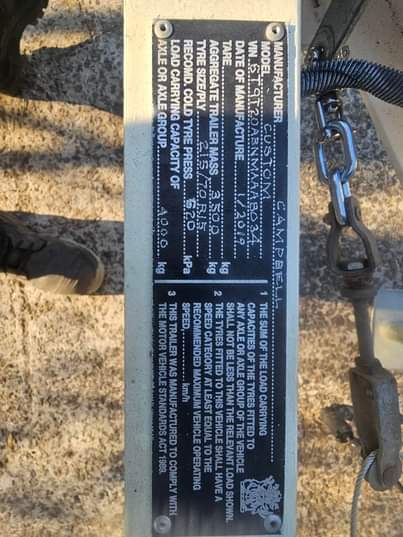 MANUFACTURER CAMPBELL
MODEL CUSTOM
VIN
DATE OF MANUFACTURE 1/2019
TARE kg
AGGREGATE TRAILER MASS 3500 kg
TYRE SIZE/PLY 215/70R15
RECOMD. COLD TYRE PRESS. 620 kPa
LOAD CARRYING CAPACITY OF
AXLE OR AXLE GROUP 4000 kg
1 THE SUM OF THE LOAD CARRYING
CAPACITIES OF THE TYRES FITTED TO
ANY AXLE OR AXLE GROUP OF THE VEHICLE
SHALL NOT BE LESS THAN THE RELEVANT LOAD SHOWN.
2 THE TYRES FITTED TO THIS VEHICLE SHALL HAVE A
SPEED CATEGORY AT LEAST EQUAL TO THE
RECOMMENDED MAXIMUM VEHICLE OPERATING
SPEED, km/h
3 THIS TRAILER WAS MANUFACTURED TO COMPLY WITH
THE MOTOR VEHICLE STANDARDS ACT 1989.